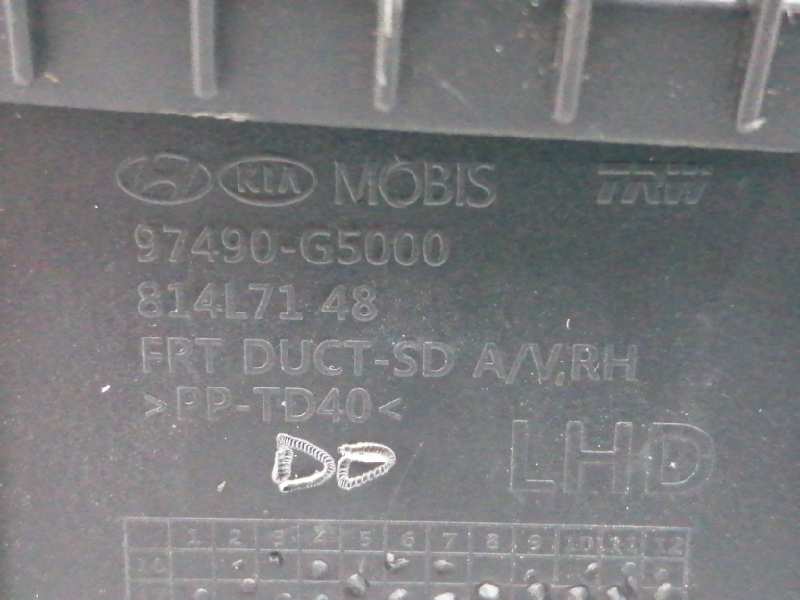 KIA MOBIS TRW
97490-G5000
814L71 48
FRT DUCT-SD A/V,RH
>PP-TD40<
DD LHD
1 2 3 4 5 6 7 8 9 10 11 12